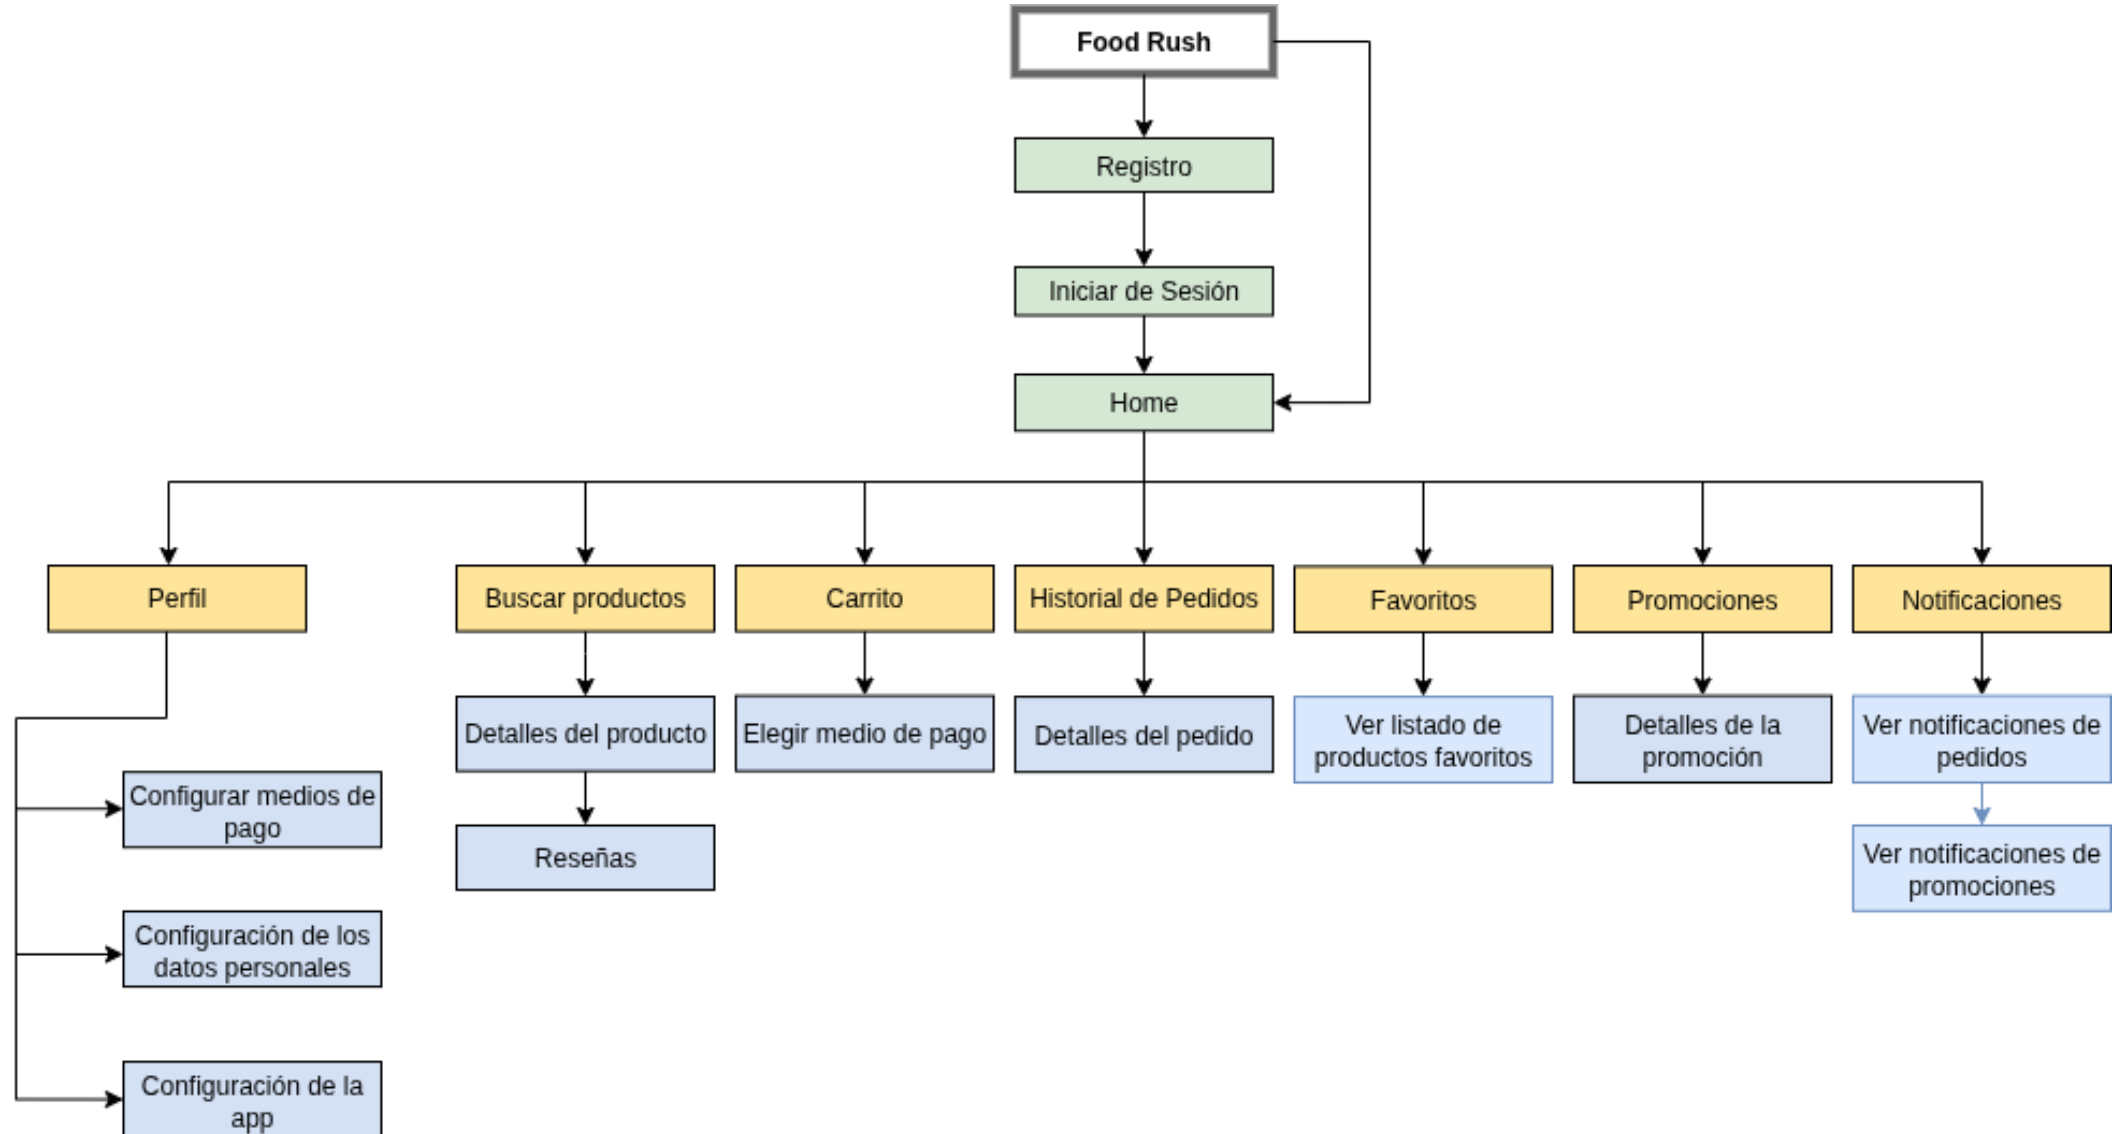 Food Rush
Registro
Iniciar de Sesión
Home
Perfil
Buscar productos
Carrito
Historial de Pedidos
Favoritos
Promociones
Notificaciones
Detalles del producto
Elegir medio de pago
Detalles del pedido
Ver listado de
productos favoritos
Detalles de la
promoción
Ver notificaciones de
pedidos
Configurar medios de
pago
Reseñas
Ver notificaciones de
promociones
Configuración de los
datos personales
Configuración de la
app